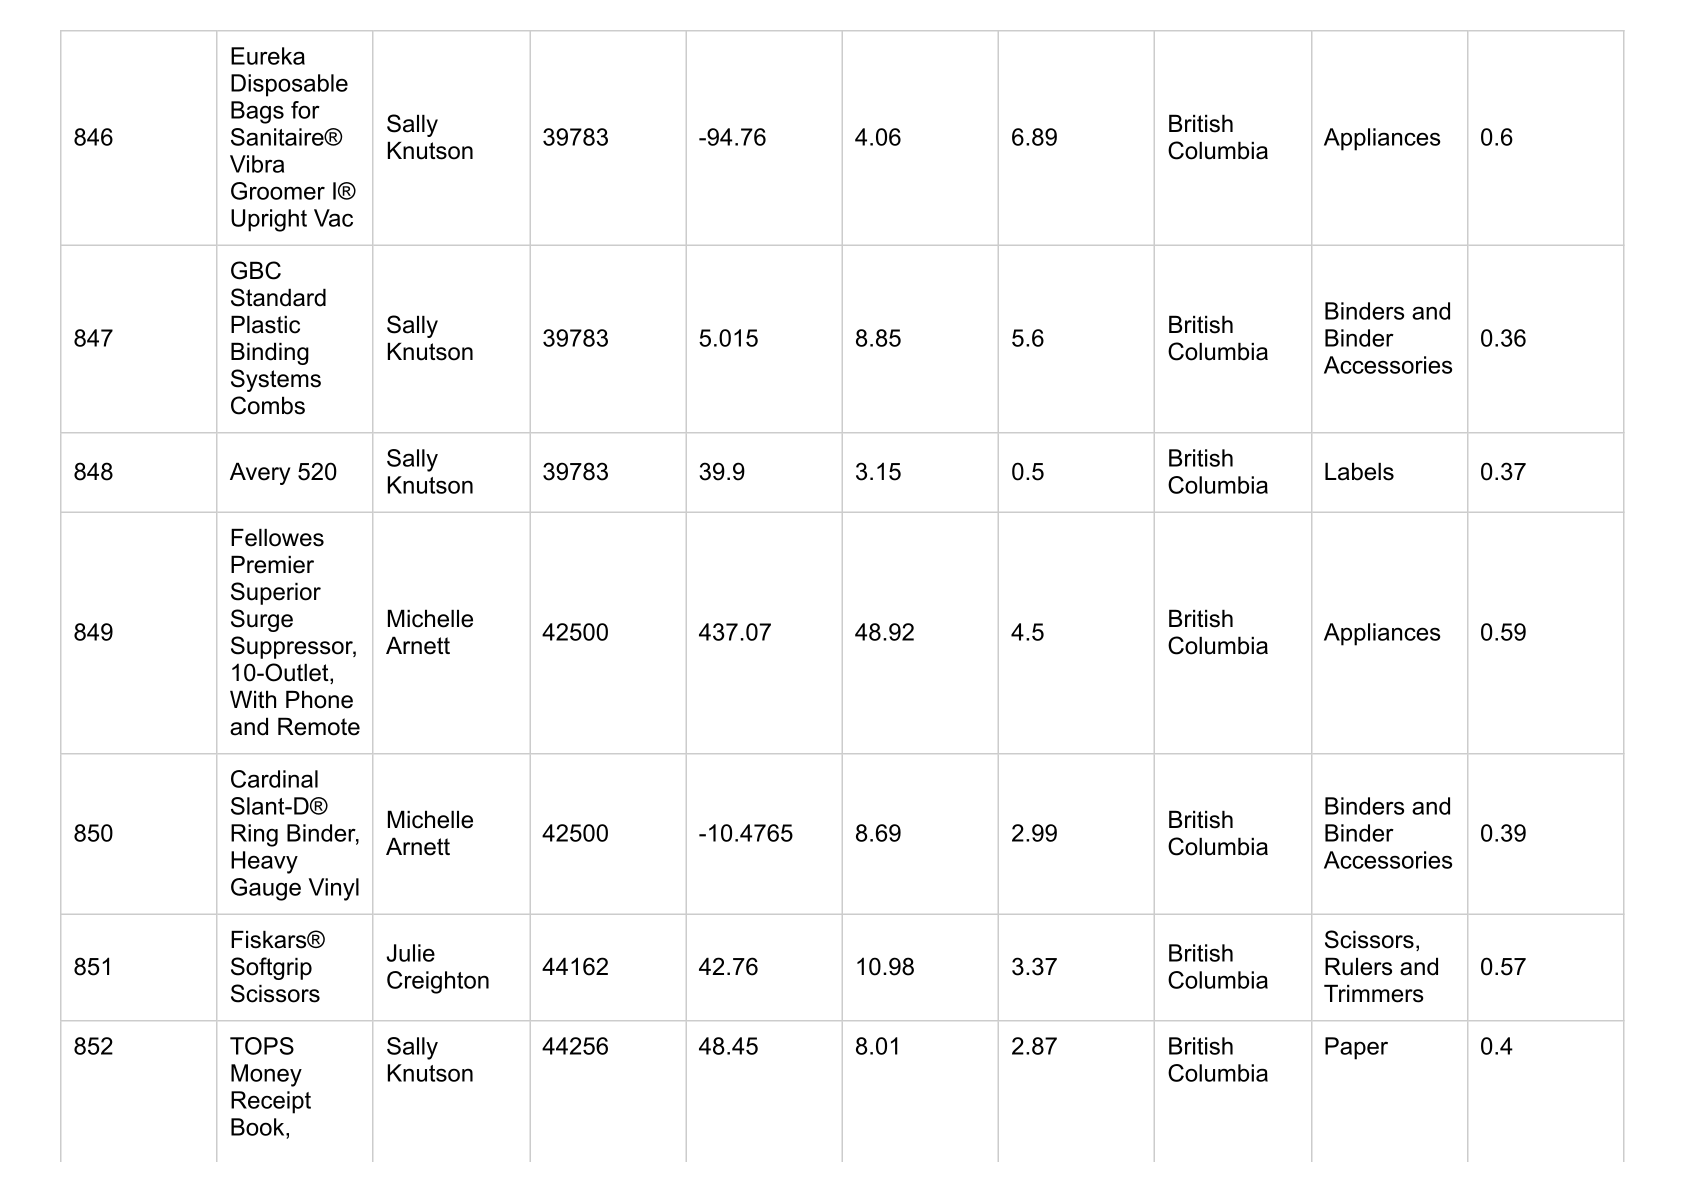 846
Eureka
Disposable
Bags for
Sanitaire®
Vibra
Groomer I®
Upright Vac
Sally
Knutson
39783
-94.76
4.06
6.89
British
Columbia
Appliances
0.6
847
GBC
Standard
Plastic
Binding
Systems
Combs
Sally
Knutson
39783
5.015
8.85
5.6
British
Columbia
Binders and
Binder
Accessories
0.36
848
Avery 520
Sally
Knutson
39783
39.9
3.15
0.5
British
Columbia
Labels
0.37
849
Fellowes
Premier
Superior
Surge
Suppressor,
10-Outlet,
With Phone
and Remote
Michelle
Arnett
42500
437.07
48.92
4.5
British
Columbia
Appliances
0.59
850
Cardinal
Slant-D®
Ring Binder,
Heavy
Gauge Vinyl
Michelle
Arnett
42500
-10.4765
8.69
2.99
British
Columbia
Binders and
Binder
Accessories
0.39
851
Fiskars®
Softgrip
Scissors
Julie
Creighton
44162
42.76
10.98
3.37
British
Columbia
Scissors,
Rulers and
Trimmers
0.57
852
TOPS
Money
Receipt
Book,
Sally
Knutson
44256
48.45
8.01
2.87
British
Columbia
Paper
0.4